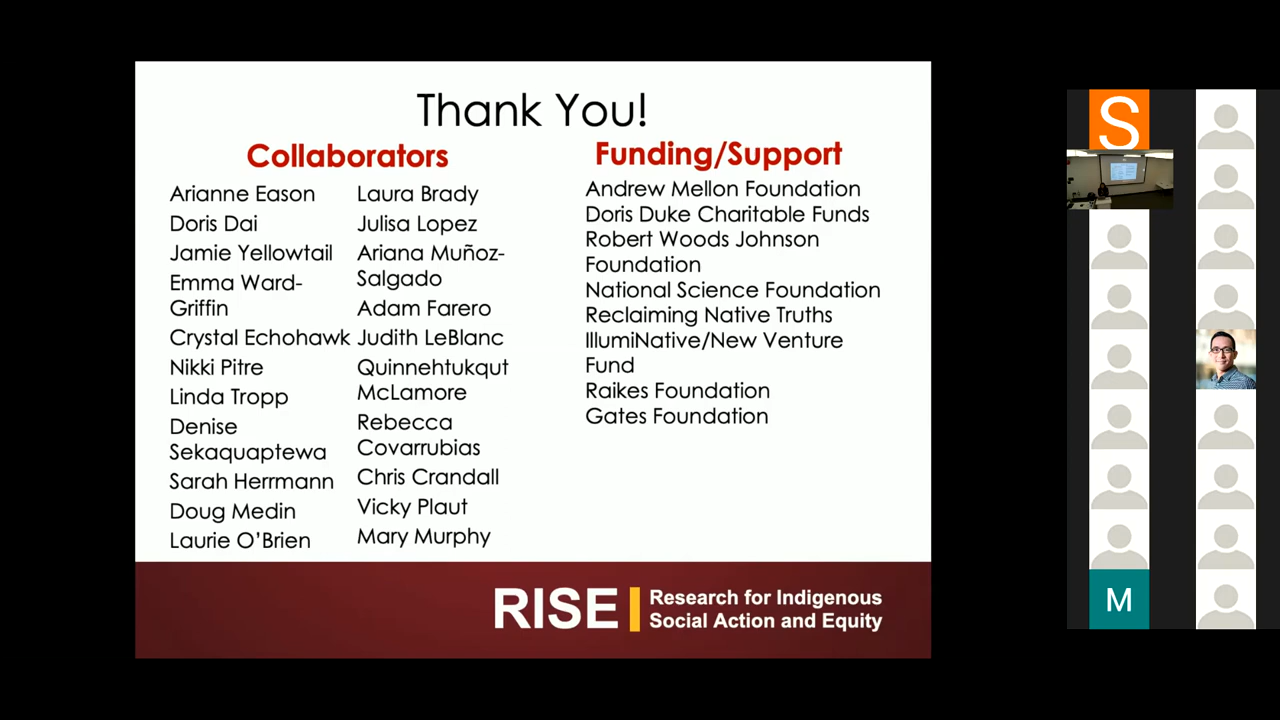 Thank You!
Collaborators
Arianne Eason
Doris Dai
Jamie Yellowtail
Emma Ward-
Griffin
Crystal Echohawk
Nikki Pitre
Linda Tropp
Denise
Sekaquaptewa
Sarah Herrmann
Doug Medin
Laurie O’Brien
Laura Brady
Julisa Lopez
Ariana Muñoz-
Salgado
Adam Farero
Judith LeBlanc
Quinnehtukqut
McLamore
Rebecca
Covarrubias
Chris Crandall
Vicky Plaut
Mary Murphy
Funding/Support
Andrew Mellon Foundation
Doris Duke Charitable Funds
Robert Woods Johnson
Foundation
National Science Foundation
Reclaiming Native Truths
IllumiNative/New Venture
Fund
Raikes Foundation
Gates Foundation
RISE
Research for Indigenous
Social Action and Equity
S
M